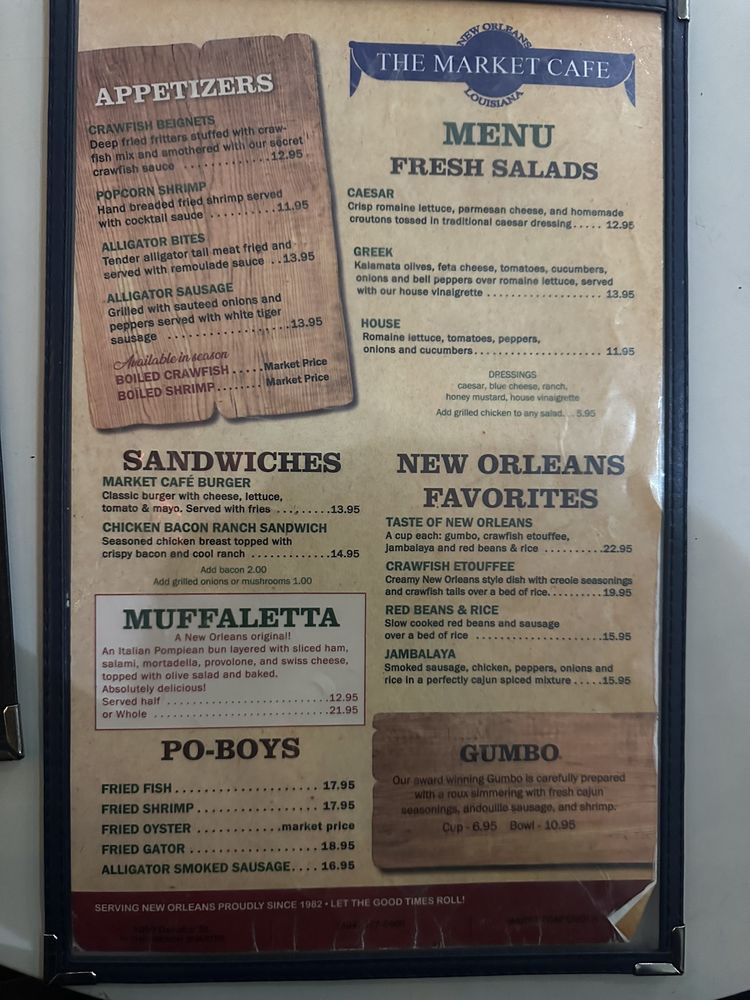 APPETIZERS
CRAWFISH BEIGNETS
Deep fried fritters stuffed with craw-
fish mix and smothered with our secret
crawfish sauce ..................12.95
POPCORN SHRIMP
Hand breaded fried shrimp served
with cocktail sauce ..........11.95
ALLIGATOR BITES
Tender alligator tail meat fried and
served with remoulade sauce ..13.95
ALLIGATOR SAUSAGE
Grilled with sauteed onions and
peppers served with white tiger
sausage .......................13.95
Available in season
BOILED CRAWFISH.....Market Price
BOILED SHRIMP........ Market Price
NEW ORLEANS
THE MARKET CAFE
LOUISIANA
MENU
FRESH SALADS
CAESAR
Crisp romaine lettuce, parmesan cheese, and homemade
croutons tossed in traditional caesar dressing..... 12.95
GREEK
Kalamata olives, feta cheese, tomatoes, cucumbers,
onions and bell peppers over romaine lettuce, served
with our house vinaigrette ..................... 13.95
HOUSE
Romaine lettuce, tomatoes, peppers,
onions and cucumbers........................ 11.95
DRESSINGS
caesar, blue cheese, ranch,
honey mustard, house vinaigrette
Add grilled chicken to any salad. . . 5.95
SANDWICHES
MARKET CAFÉ BURGER
Classic burger with cheese, lettuce,
tomato & mayo. Served with fries ..........13.95
CHICKEN BACON RANCH SANDWICH
Seasoned chicken breast topped with
crispy bacon and cool ranch ..............14.95
Add bacon 2.00
Add grilled onions or mushrooms 1.00
MUFFALETTA
A New Orleans original!
An Italian Pompiean bun layered with sliced ham,
salami, mortadella, provolone, and swiss cheese,
topped with olive salad and baked.
Absolutely delicious!
Served half .............................12.95
or Whole ...............................21.95
PO-BOYS
FRIED FISH.................... 17.95
FRIED SHRIMP................. 17.95
FRIED OYSTER .............market price
FRIED GATOR .................. 18.95
ALLIGATOR SMOKED SAUSAGE.... 16.95
NEW ORLEANS
FAVORITES
TASTE OF NEW ORLEANS
A cup each: gumbo, crawfish etouffee,
jambalaya and red beans & rice ..........22.95
CRAWFISH ETOUFFEE
Creamy New Orleans style dish with creole seasonings
and crawfish tails over a bed of rice..........19.95
RED BEANS & RICE
Slow cooked red beans and sausage
over a bed of rice ......................15.95
JAMBALAYA
Smoked sausage, chicken, peppers, onions and
rice in a perfectly cajun spiced mixture .....15.95
GUMBO
Our award winning Gumbo is carefully prepared
with a roux simmering with fresh cajun
seasonings, andouille sausage, and shrimp.
Cup - 6.95 Bowl - 10.95
SERVING NEW ORLEANS PROUDLY SINCE 1982 • LET THE GOOD TIMES ROLL!